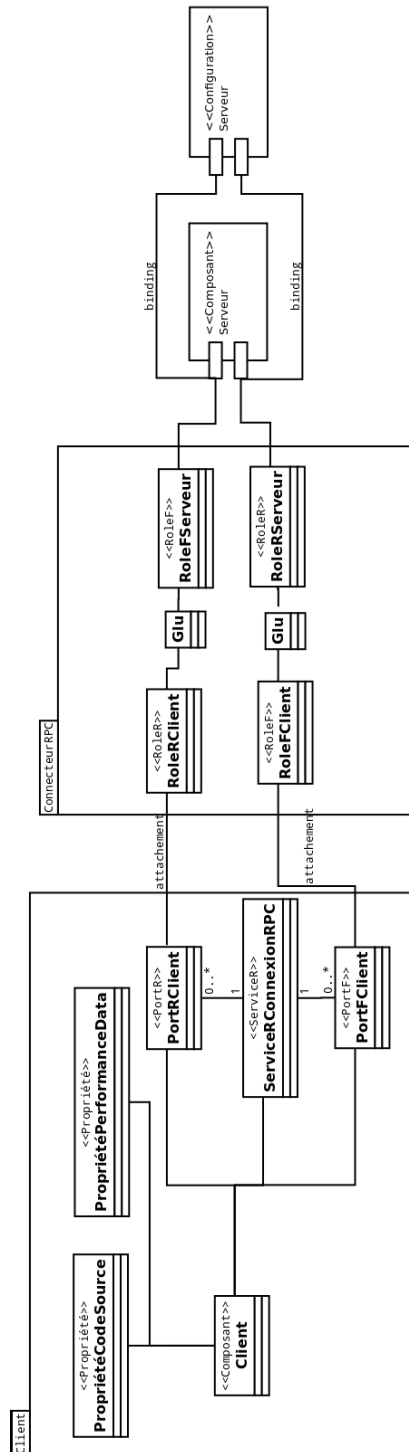 Client
<<Propriété>>
PropriétéCodeSource
<<Propriété>>
PropriétéPerformanceData
<<Composant>>
Client
<<PortR>>
PortRClient
0..*
1
<<ServiceR>>
ServiceRConnexionRPC
1
0..*
<<PortF>>
PortFClient
attachement
attachement
ConnecteurRPC
<<RoleR>>
RoleRClient
Glu
<<RoleF>>
RoleFServeur
<<RoleF>>
RoleFClient
Glu
<<RoleR>>
RoleRServeur
binding
<<Composant>>
Serveur
binding
<<Configuration>>
Serveur